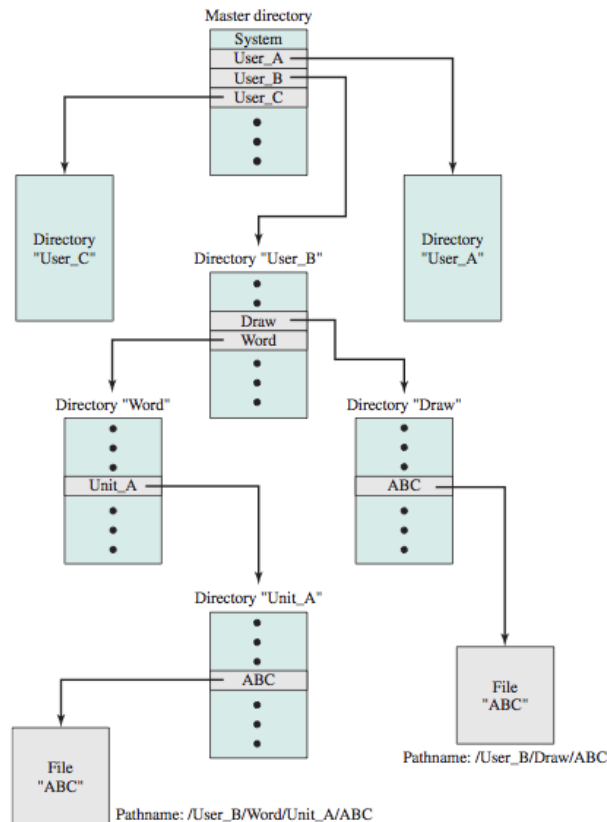 Master directory
System
User_A
User_B
User_C
Directory
"User_C"
Directory
"User_A"
Directory "User_B"
Draw
Word
Directory "Word"
Directory "Draw"
Unit_A
ABC
Directory "Unit_A"
ABC
File
"ABC"
Pathname: /User_B/Draw/ABC
File
"ABC"
Pathname: /User_B/Word/Unit_A/ABC